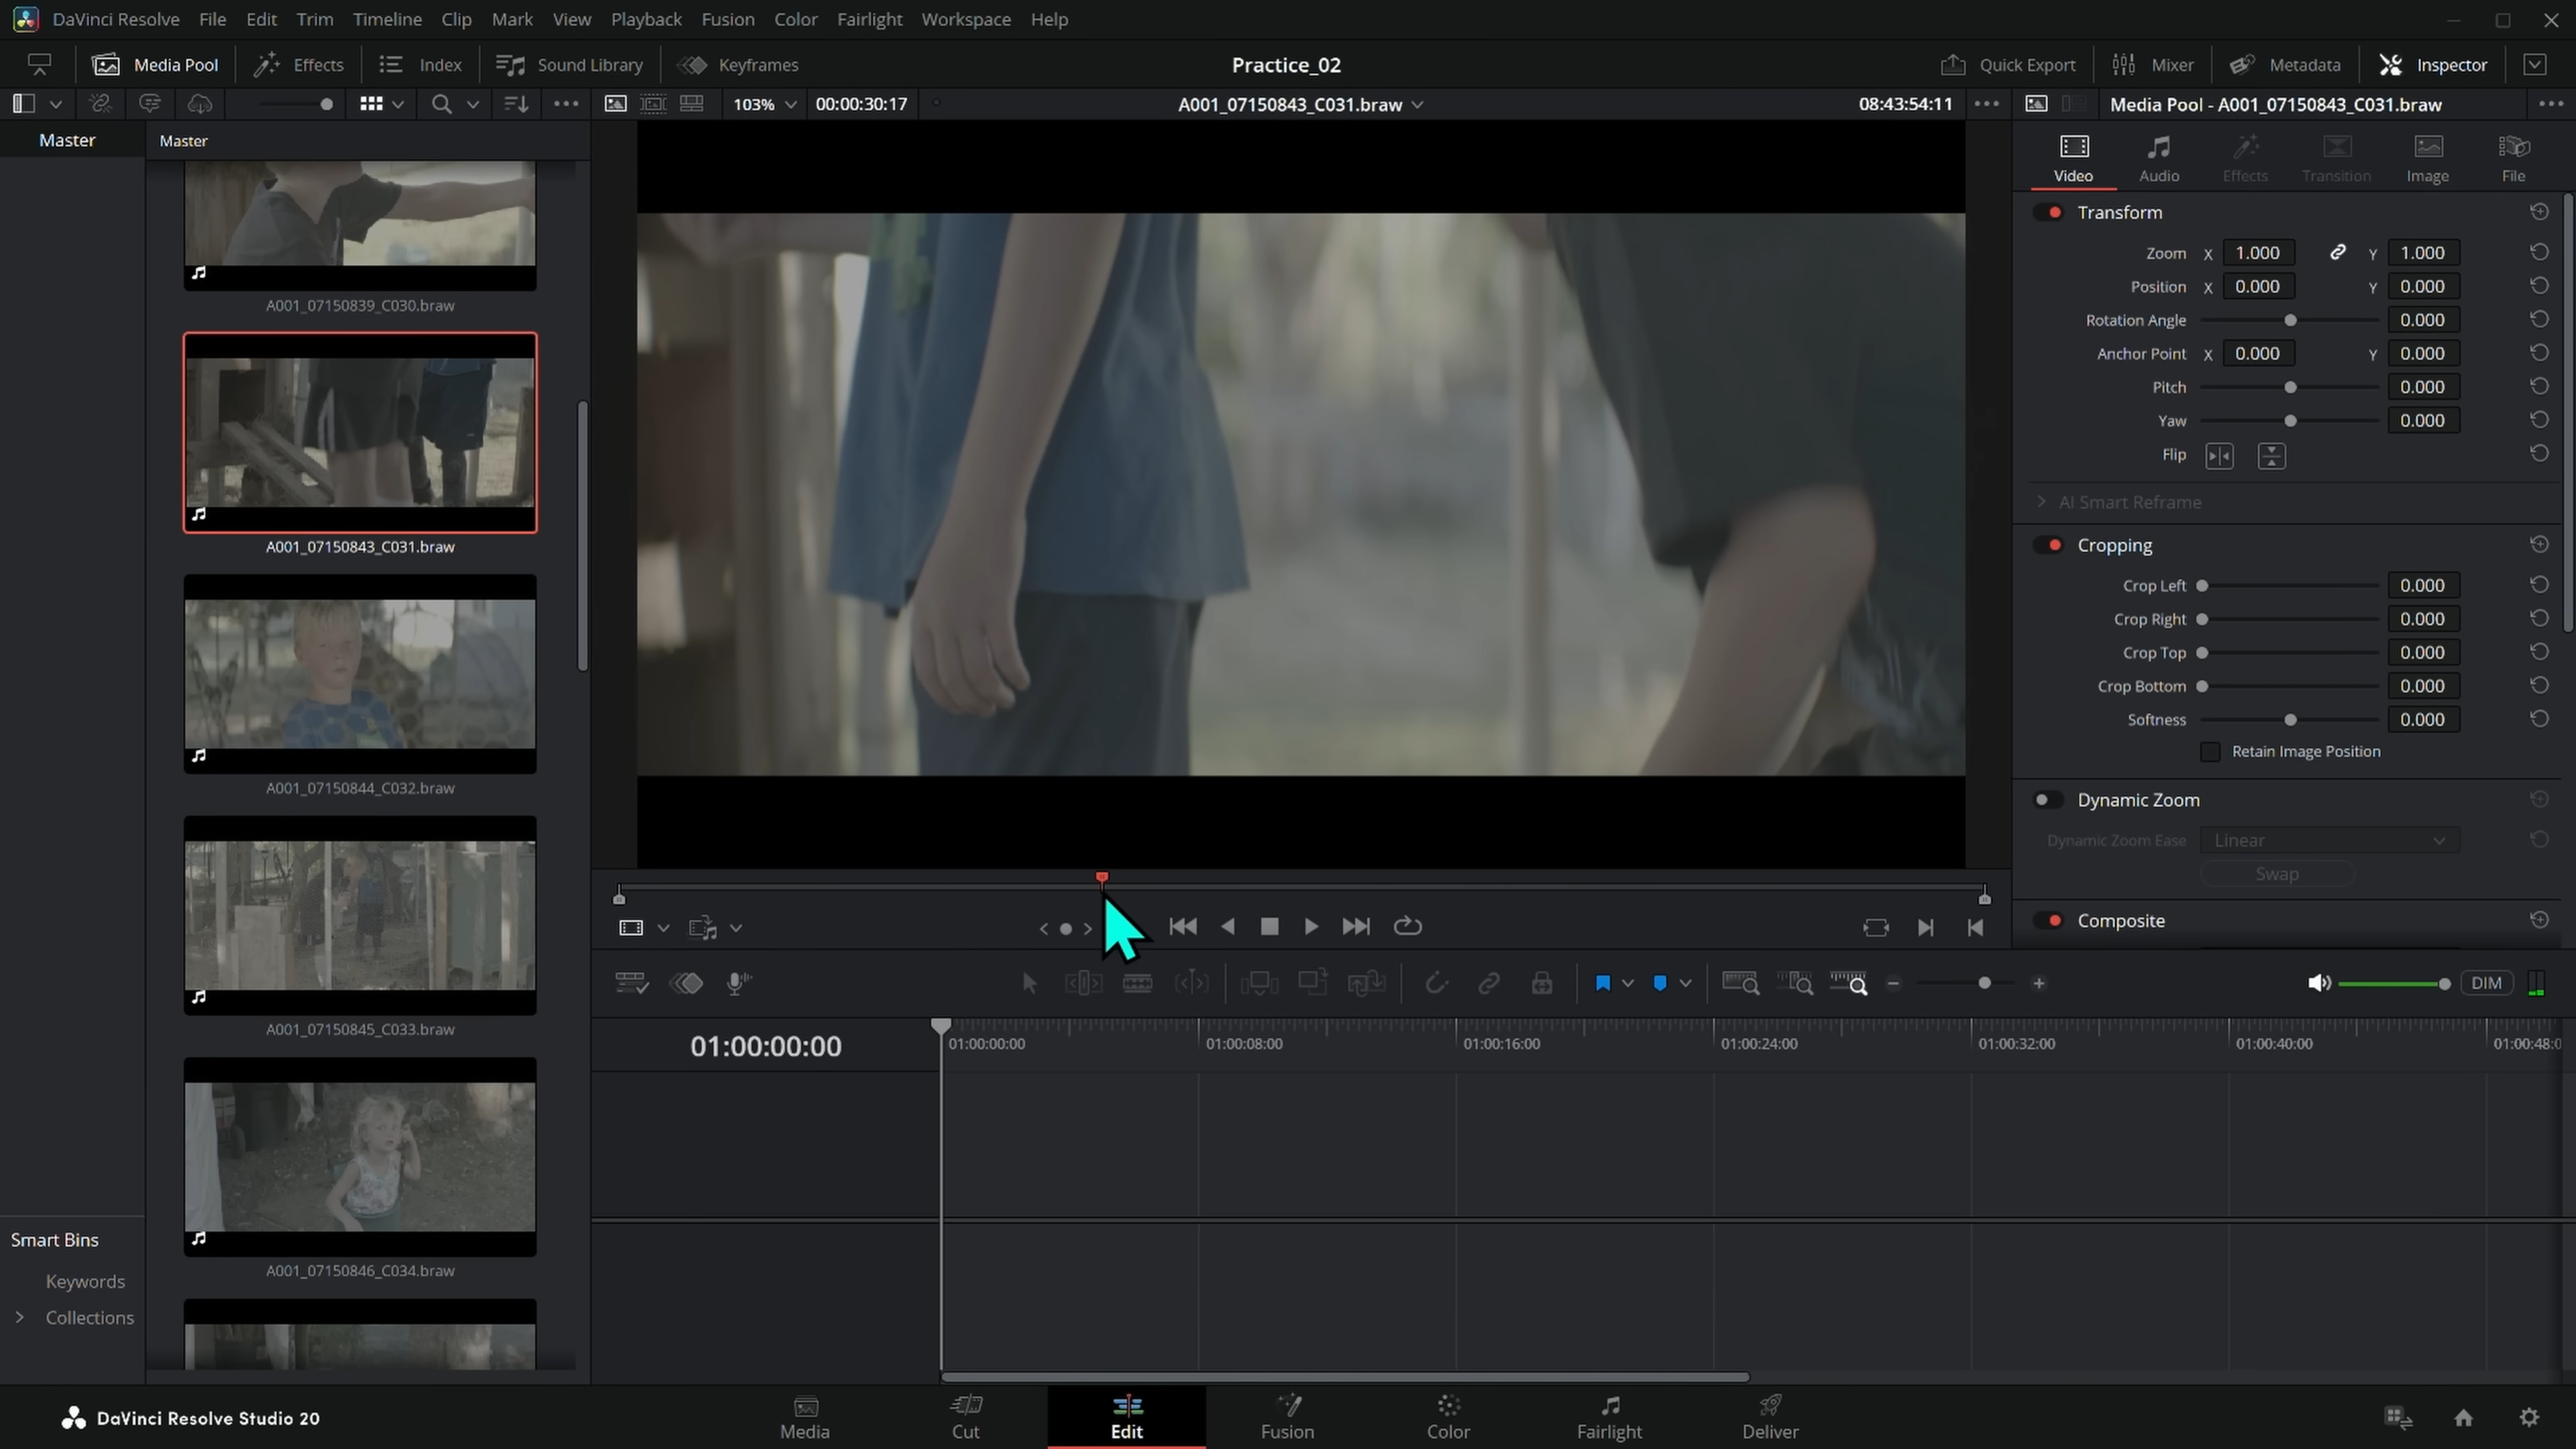 DaVinci Resolve File Edit Trim Timeline Clip Mark View Playback Fusion Color Fairlight Workspace Help
Media Pool Effects Index Sound Library Keyframes Practice_02 Quick Export Mixer Metadata Inspector
103% 00:00:30:17 A001_07150843_C031.braw 08:43:54:11 Media Pool - A001_07150843_C031.braw
Master
Master
A001_07150839_C030.braw
A001_07150843_C031.braw
A001_07150844_C032.braw
A001_07150845_C033.braw
A001_07150846_C034.braw
Smart Bins
Keywords
Collections
Video Audio Effects Transition Image File
Transform
Zoom X 1.000 Y 1.000
Position X 0.000 Y 0.000
Rotation Angle 0.000
Anchor Point X 0.000 Y 0.000
Pitch 0.000
Yaw 0.000
Flip
AI Smart Reframe
Cropping
Crop Left 0.000
Crop Right 0.000
Crop Top 0.000
Crop Bottom 0.000
Softness 0.000
Retain Image Position
Dynamic Zoom
Dynamic Zoom Ease Linear
Swap
Composite
DIM
01:00:00:00
01:00:00:00 01:00:08:00 01:00:16:00 01:00:24:00 01:00:32:00 01:00:40:00 01:00:48:0
DaVinci Resolve Studio 20
Media Cut Edit Fusion Color Fairlight Deliver